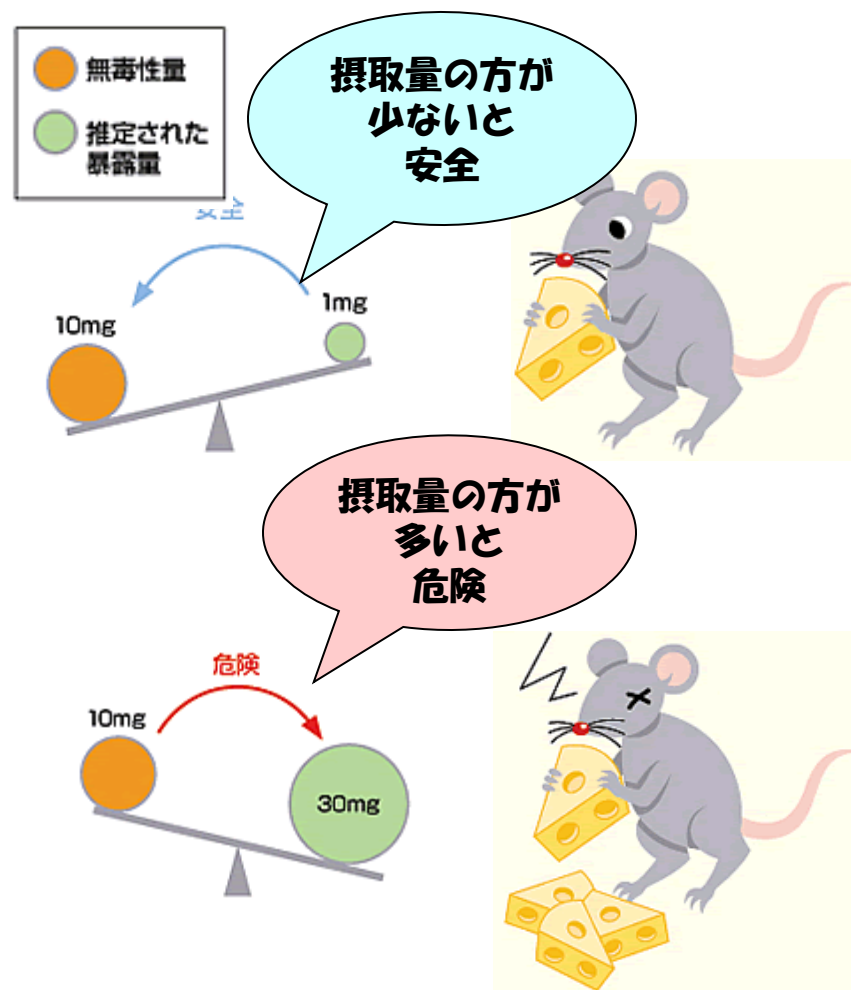 無毒性量
推定された
暴露量
摂取量の方が
少ないと
安全
安全
10mg
1mg
摂取量の方が
多いと
危険
危険
10mg
30mg